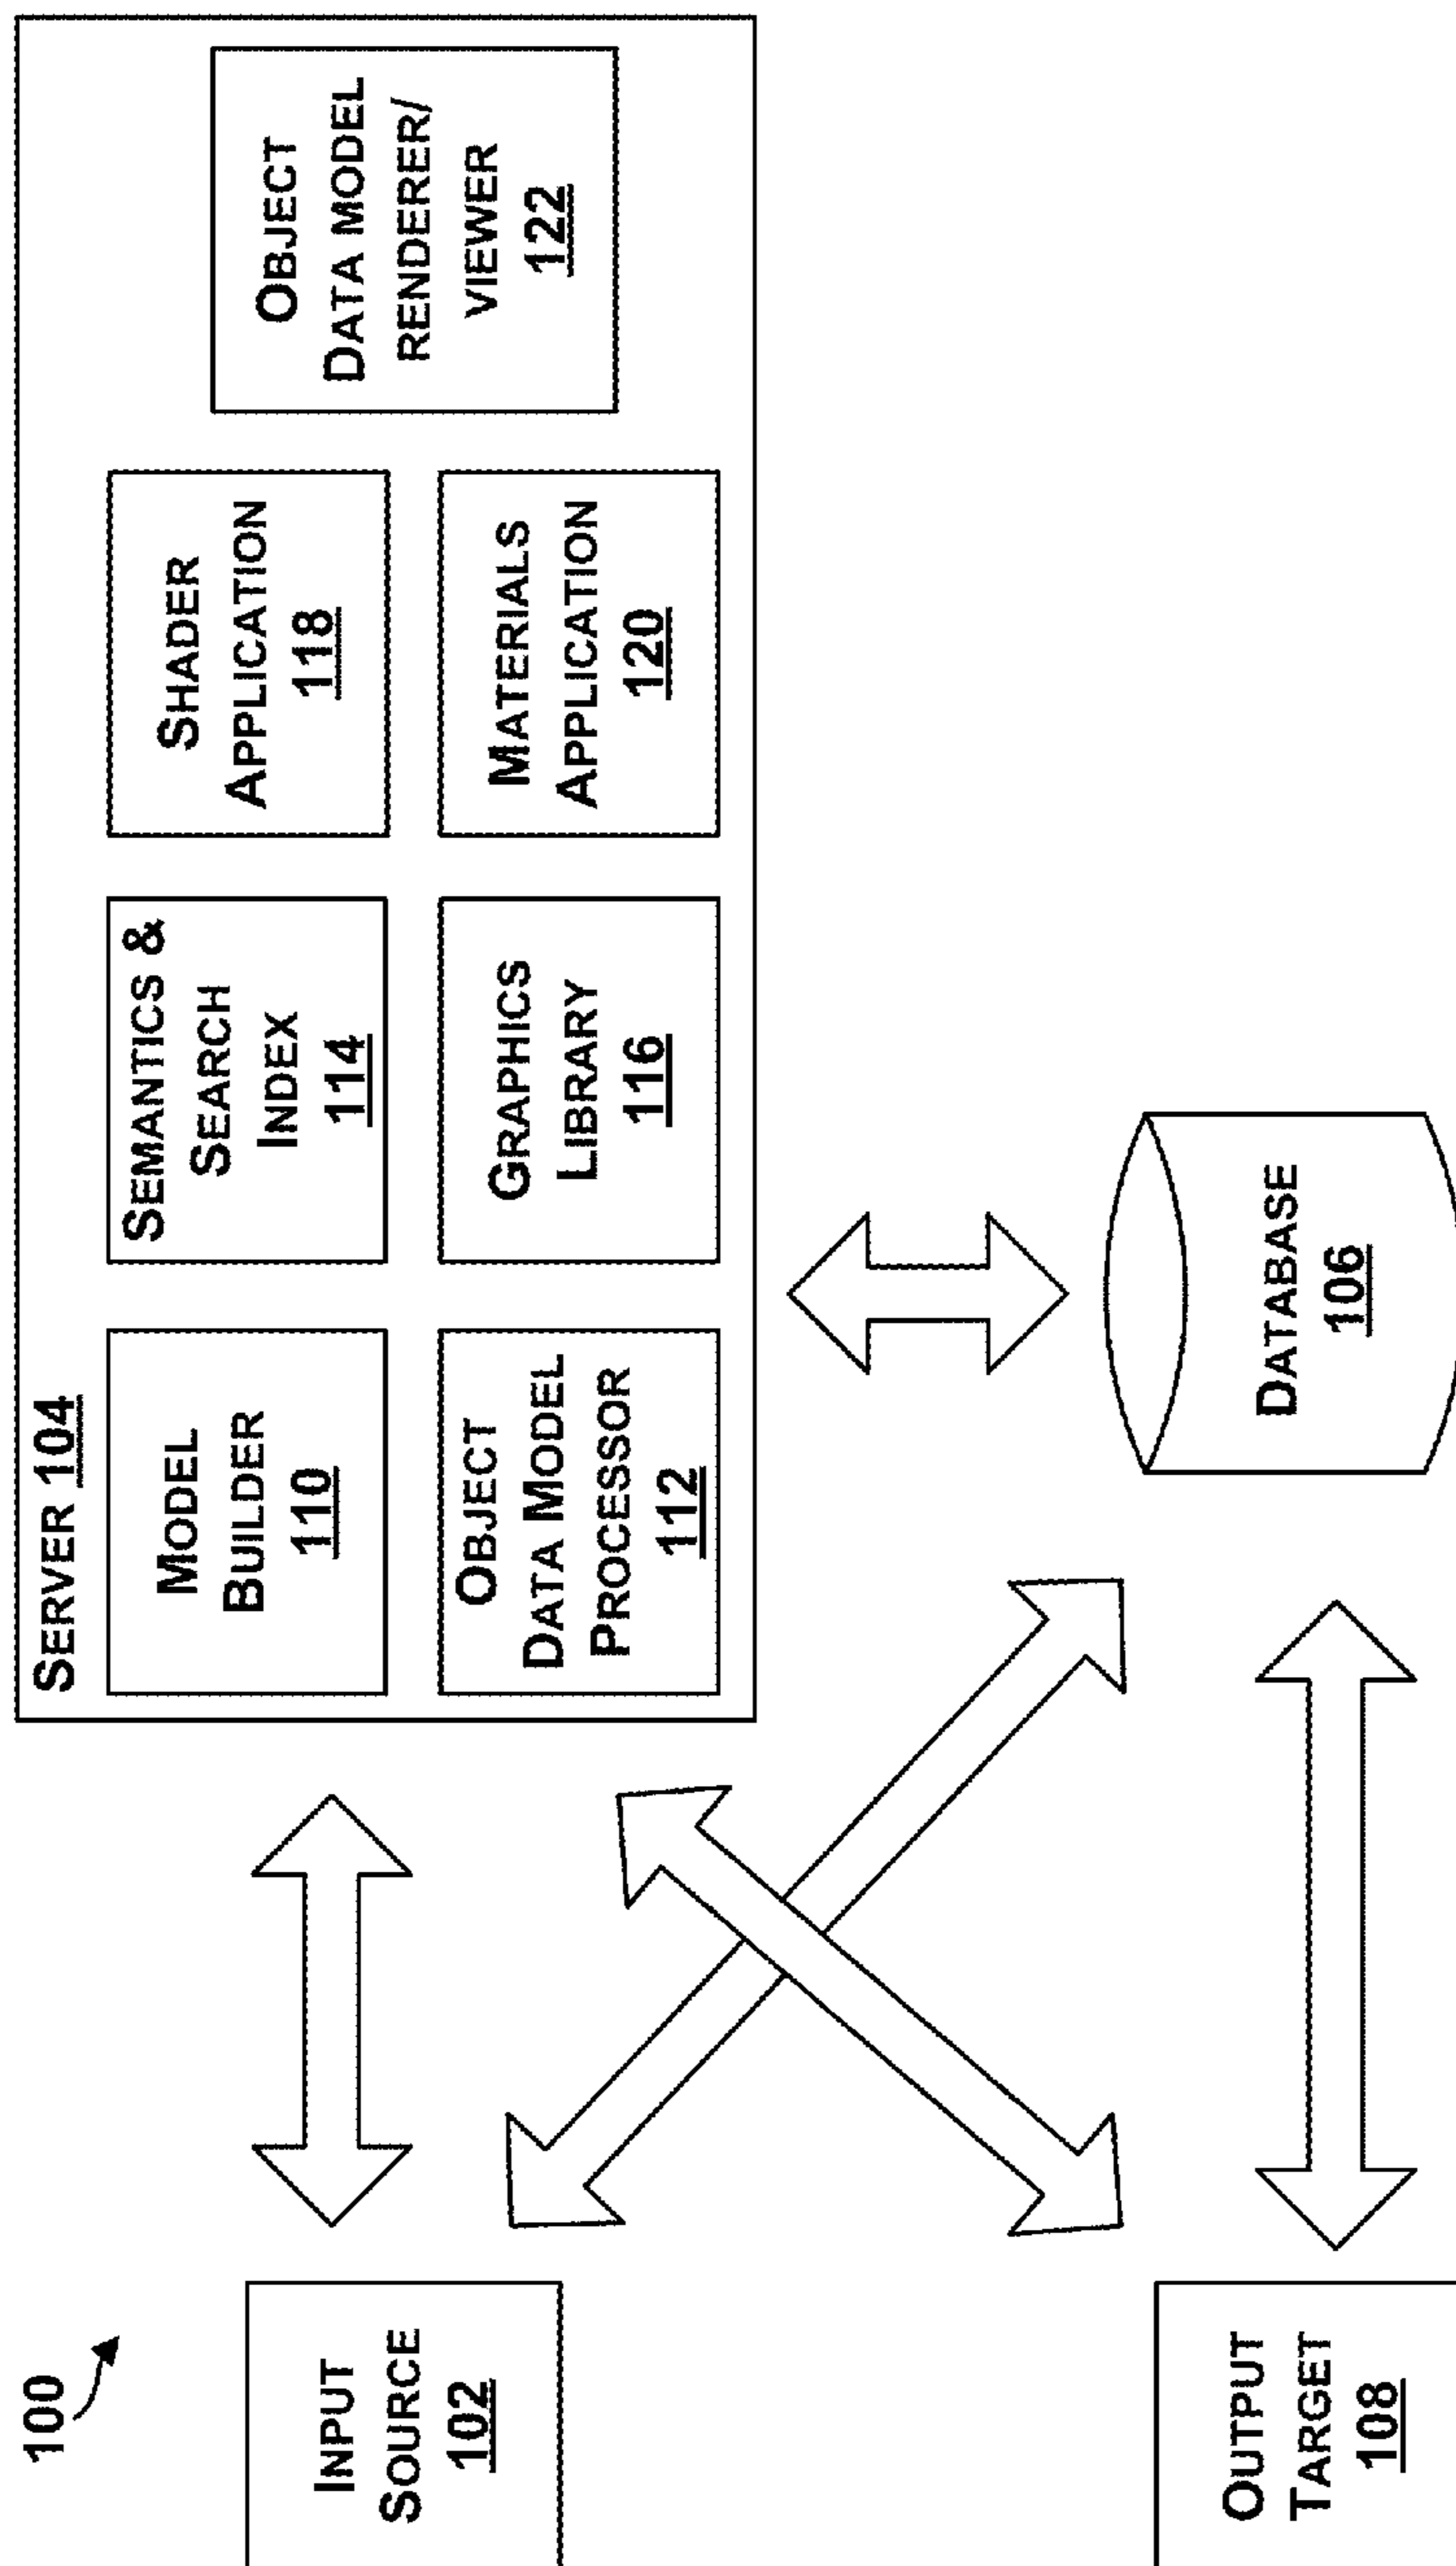 100
INPUT
SOURCE
102
SERVER 104
MODEL
BUILDER
110
SEMANTICS &
SEARCH
INDEX
114
SHADER
APPLICATION
118
OBJECT
DATA MODEL
PROCESSOR
112
GRAPHICS
LIBRARY
116
MATERIALS
APPLICATION
120
OBJECT
DATA MODEL
RENDERER/
VIEWER
122
OUTPUT
TARGET
108
DATABASE
106